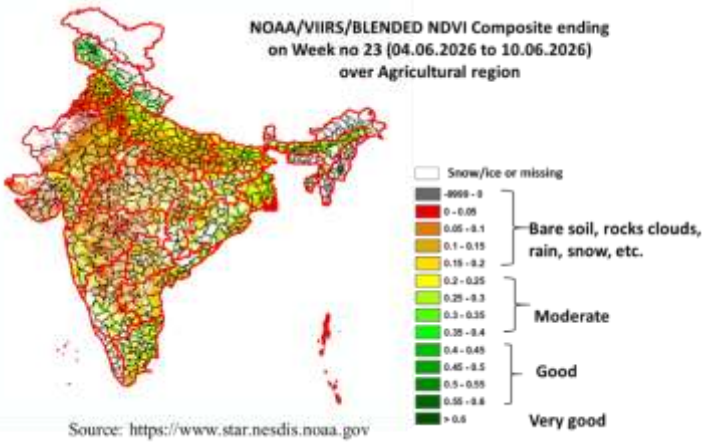 NOAA/VIIRS/BLENDED NDVI Composite ending
on Week no 23 (04.06.2026 to 10.06.2026)
over Agricultural region
Snow/ice or missing
-9999 - 0
0 - 0.05
0.05 - 0.1
0.1 - 0.15
0.15 - 0.2
Bare soil, rocks clouds,
rain, snow, etc.
0.2 - 0.25
0.25 - 0.3
0.3 - 0.35
0.35 - 0.4
Moderate
0.4 - 0.45
0.45 - 0.5
0.5 - 0.55
0.55 - 0.6
Good
> 0.6
Very good
Source: https://www.star.nesdis.noaa.gov